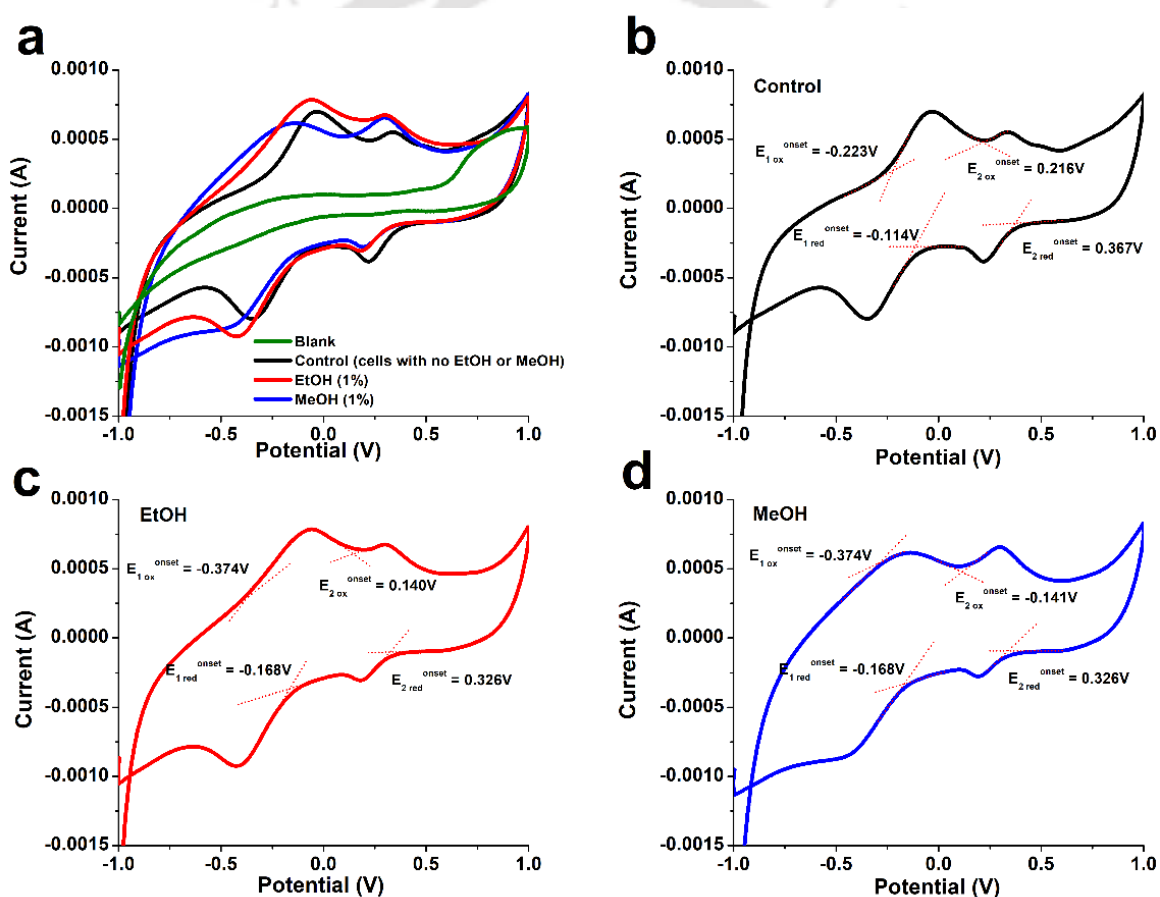 a
0.0010
0.0005
0.0000
-0.0005
-0.0010
-0.0015
Current (A)
Blank
Control (cells with no EtOH or MeOH)
EtOH (1%)
MeOH (1%)
-1.0 -0.5 0.0 0.5 1.0
Potential (V)
b
0.0010
0.0005
0.0000
-0.0005
-0.0010
-0.0015
Current (A)
Control
E1 ox onset = -0.223V
E2 ox onset = 0.216V
E1 red onset = -0.114V
E2 red onset = 0.367V
-1.0 -0.5 0.0 0.5 1.0
Potential (V)
c
0.0010
0.0005
0.0000
-0.0005
-0.0010
-0.0015
Current (A)
EtOH
E1 ox onset = -0.374V
E2 ox onset = 0.140V
E1 red onset = -0.168V
E2 red onset = 0.326V
-1.0 -0.5 0.0 0.5 1.0
Potential (V)
d
0.0010
0.0005
0.0000
-0.0005
-0.0010
-0.0015
Current (A)
MeOH
E1 ox onset = -0.374V
E2 ox onset = -0.141V
E1 red onset = -0.168V
E2 red onset = 0.326V
-1.0 -0.5 0.0 0.5 1.0
Potential (V)